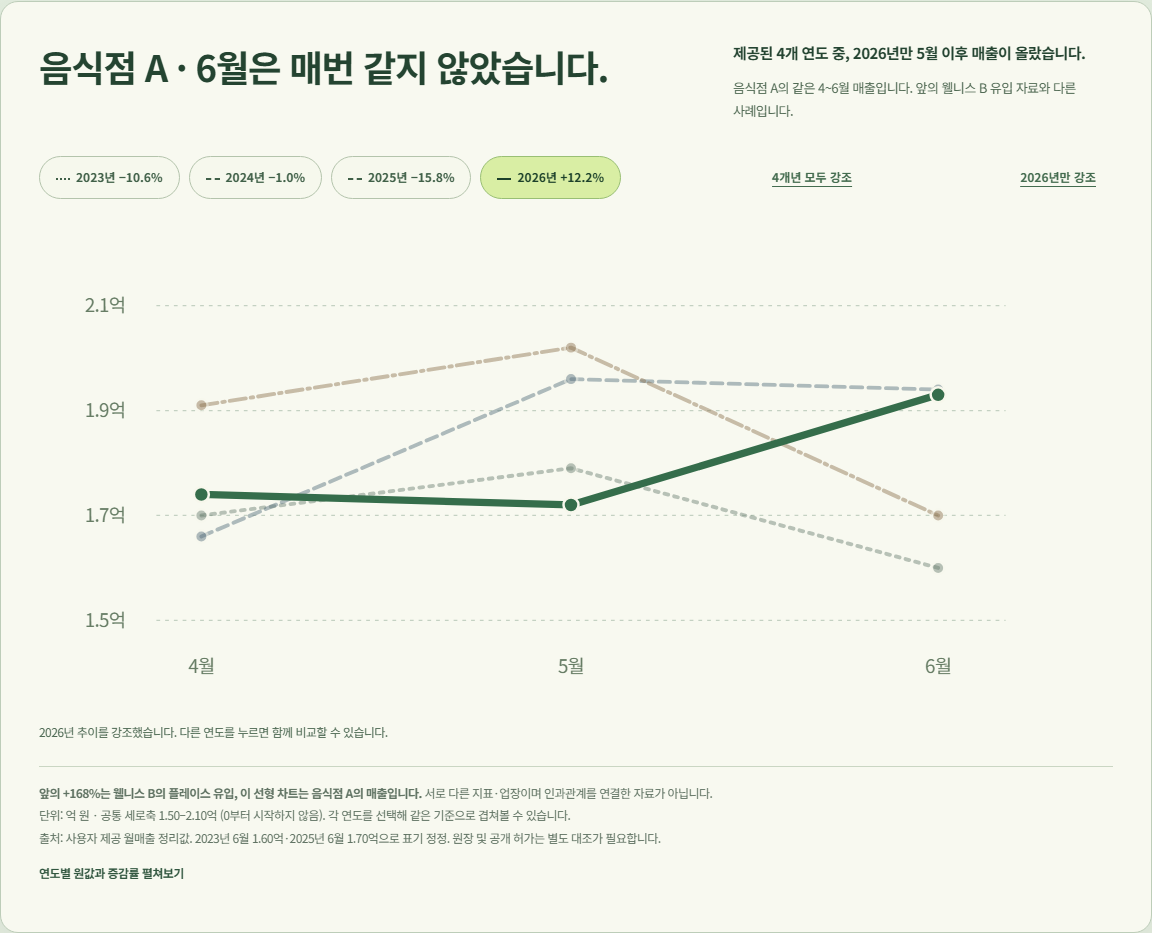 음식점 A · 6월은 매번 같지 않았습니다.
제공된 4개 연도 중, 2026년만 5월 이후 매출이 올랐습니다.
음식점 A의 같은 4~6월 매출입니다. 앞의 웰니스 B 유입 자료와 다른
사례입니다.
2023년 −10.6%
2024년 −1.0%
2025년 −15.8%
2026년 +12.2%
4개년 모두 강조
2026년만 강조
2.1억
1.9억
1.7억
1.5억
4월
5월
6월
2026년 추이를 강조했습니다. 다른 연도를 누르면 함께 비교할 수 있습니다.
앞의 +168%는 웰니스 B의 플레이스 유입, 이 선형 차트는 음식점 A의 매출입니다. 서로 다른 지표·업장이며 인과관계를 연결한 자료가 아닙니다.
단위: 억 원 · 공통 세로축 1.50–2.10억 (0부터 시작하지 않음). 각 연도를 선택해 같은 기준으로 겹쳐볼 수 있습니다.
출처: 사용자 제공 월매출 정리값. 2023년 6월 1.60억·2025년 6월 1.70억으로 표기 정정. 원장 및 공개 허가는 별도 대조가 필요합니다.
연도별 원값과 증감률 펼쳐보기